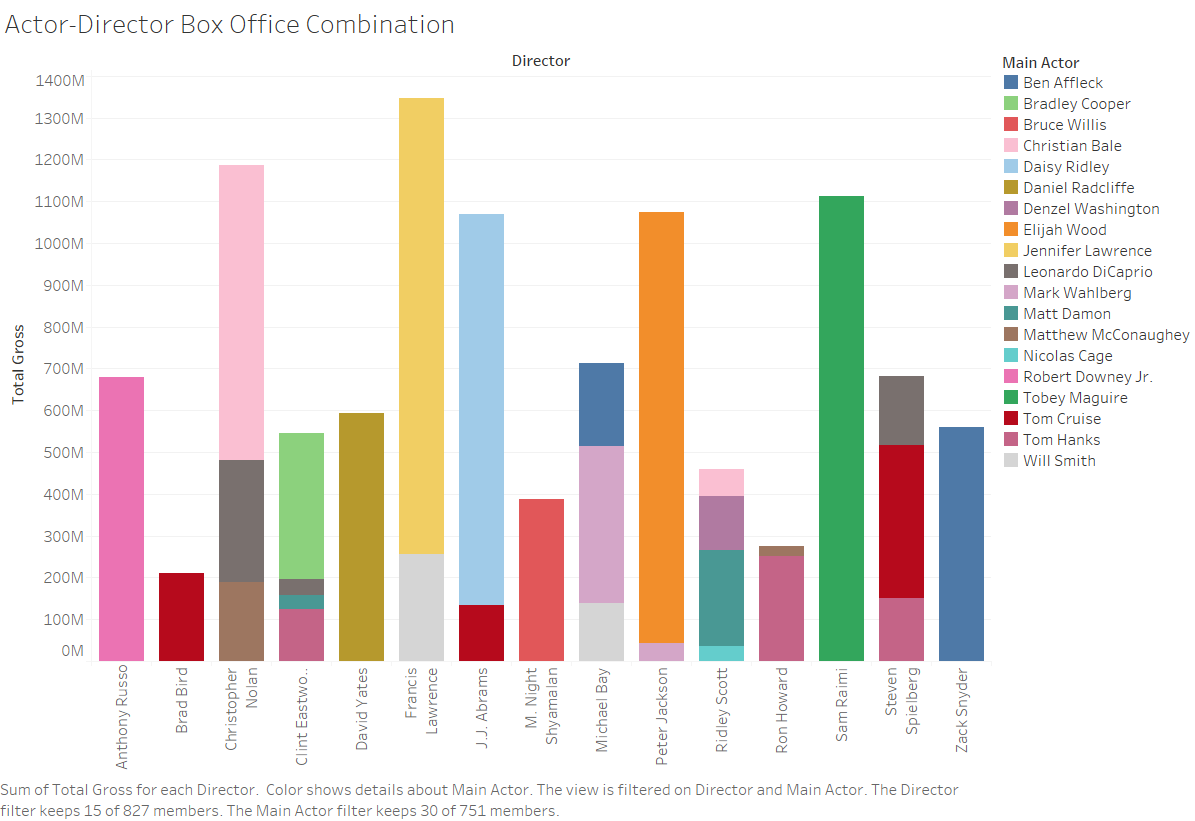 Actor-Director Box Office Combination
Director
Total Gross
1400M
1300M
1200M
1100M
1000M
900M
800M
700M
600M
500M
400M
300M
200M
100M
0M
Anthony Russo
Brad Bird
Christopher
Nolan
Clint Eastwo..
David Yates
Francis
Lawrence
J.J. Abrams
M. Night
Shyamalan
Michael Bay
Peter Jackson
Ridley Scott
Ron Howard
Sam Raimi
Steven
Spielberg
Zack Snyder
Main Actor
Ben Affleck
Bradley Cooper
Bruce Willis
Christian Bale
Daisy Ridley
Daniel Radcliffe
Denzel Washington
Elijah Wood
Jennifer Lawrence
Leonardo DiCaprio
Mark Wahlberg
Matt Damon
Matthew McConaughey
Nicolas Cage
Robert Downey Jr.
Tobey Maguire
Tom Cruise
Tom Hanks
Will Smith
Sum of Total Gross for each Director.  Color shows details about Main Actor. The view is filtered on Director and Main Actor. The Director
filter keeps 15 of 827 members. The Main Actor filter keeps 30 of 751 members.